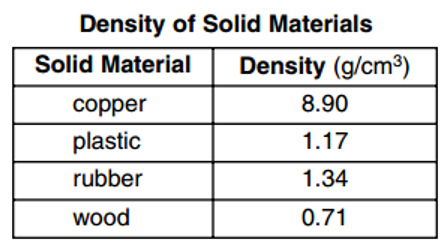 Density of Solid Materials
Solid Material Density (g/cm³)
copper 8.90
plastic 1.17
rubber 1.34
wood 0.71